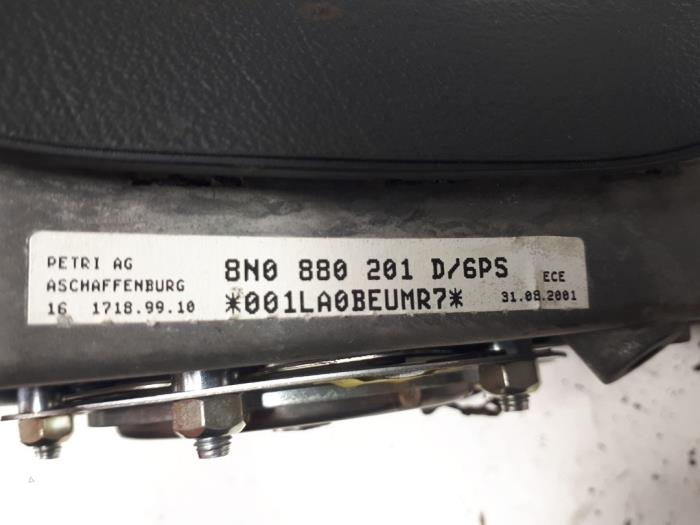 PETRI AG
ASCHAFFENBURG
16 1718.99.10
8N0 880 201 D/6PS
*001LA0BEUMR7*
ECE
31.08.2001